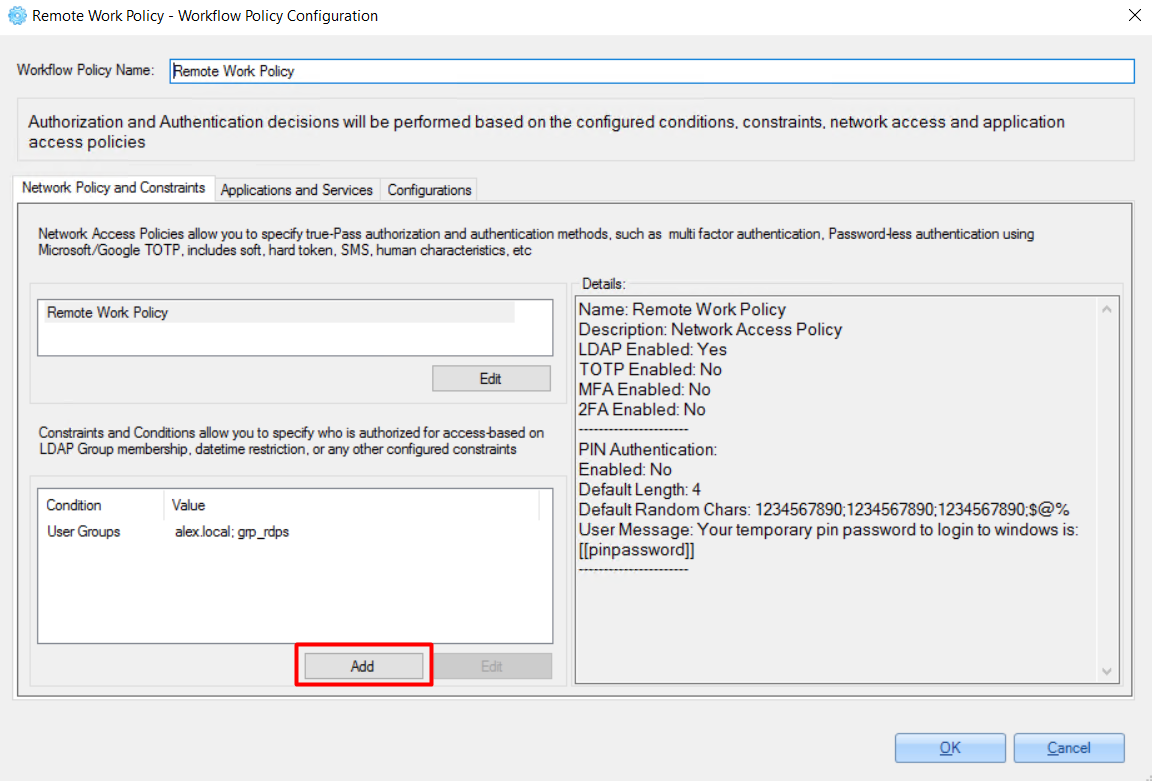 Remote Work Policy - Workflow Policy Configuration
Workflow Policy Name: Remote Work Policy
Authorization and Authentication decisions will be performed based on the configured conditions, constraints, network access and application
access policies
Network Policy and Constraints Applications and Services Configurations
Network Access Policies allow you to specify true-Pass authorization and authentication methods, such as multi factor authentication, Password-less authentication using
Microsoft/Google TOTP, includes soft, hard token, SMS, human characteristics, etc
Remote Work Policy
Edit
Constraints and Conditions allow you to specify who is authorized for access-based on
LDAP Group membership, datetime restriction, or any other configured constraints
Condition Value
User Groups alex.local; grp_rdps
Add Edit
Details:
Name: Remote Work Policy
Description: Network Access Policy
LDAP Enabled: Yes
TOTP Enabled: No
MFA Enabled: No
2FA Enabled: No
----------------------
PIN Authentication:
Enabled: No
Default Length: 4
Default Random Chars: 1234567890;1234567890;1234567890;$@%
User Message: Your temporary pin password to login to windows is:
[[pinpassword]]
----------------------
OK Cancel